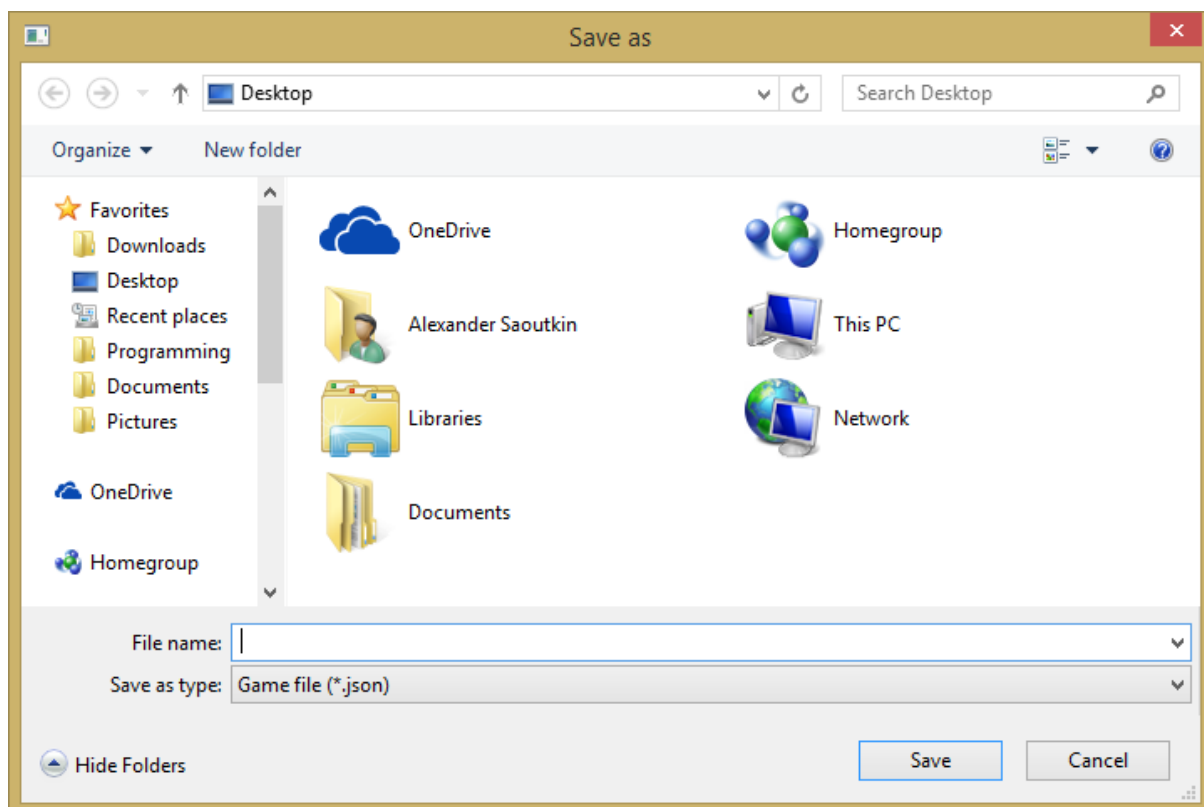 Save as
Desktop
Search Desktop
Organize
New folder
Favorites
Downloads
Desktop
Recent places
Programming
Documents
Pictures
OneDrive
Homegroup
OneDrive
Homegroup
Alexander Saoutkin
This PC
Libraries
Network
Documents
File name:
Save as type: Game file (*.json)
Hide Folders
Save
Cancel